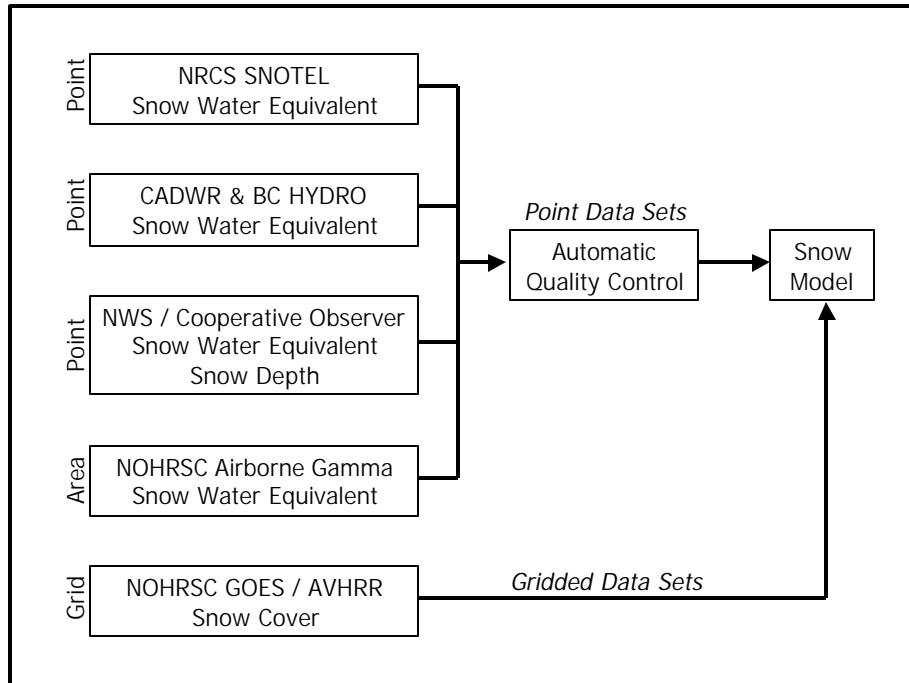 Point
NRCS SNOTEL
Snow Water Equivalent
Point
CADWR & BC HYDRO
Snow Water Equivalent
Point Data Sets
Automatic
Quality Control
Snow
Model
Point
NWS / Cooperative Observer
Snow Water Equivalent
Snow Depth
Area
NOHRSC Airborne Gamma
Snow Water Equivalent
Grid
NOHRSC GOES / AVHRR
Snow Cover
Gridded Data Sets